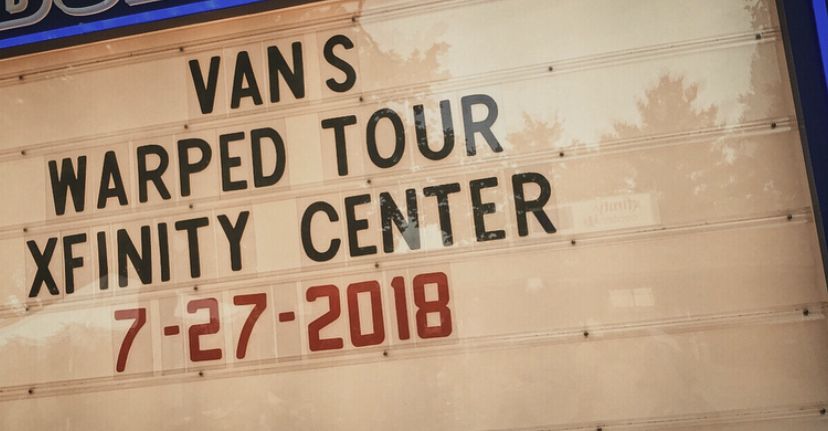 VANS
WARPED TOUR
XFINITY CENTER
7-27-2018